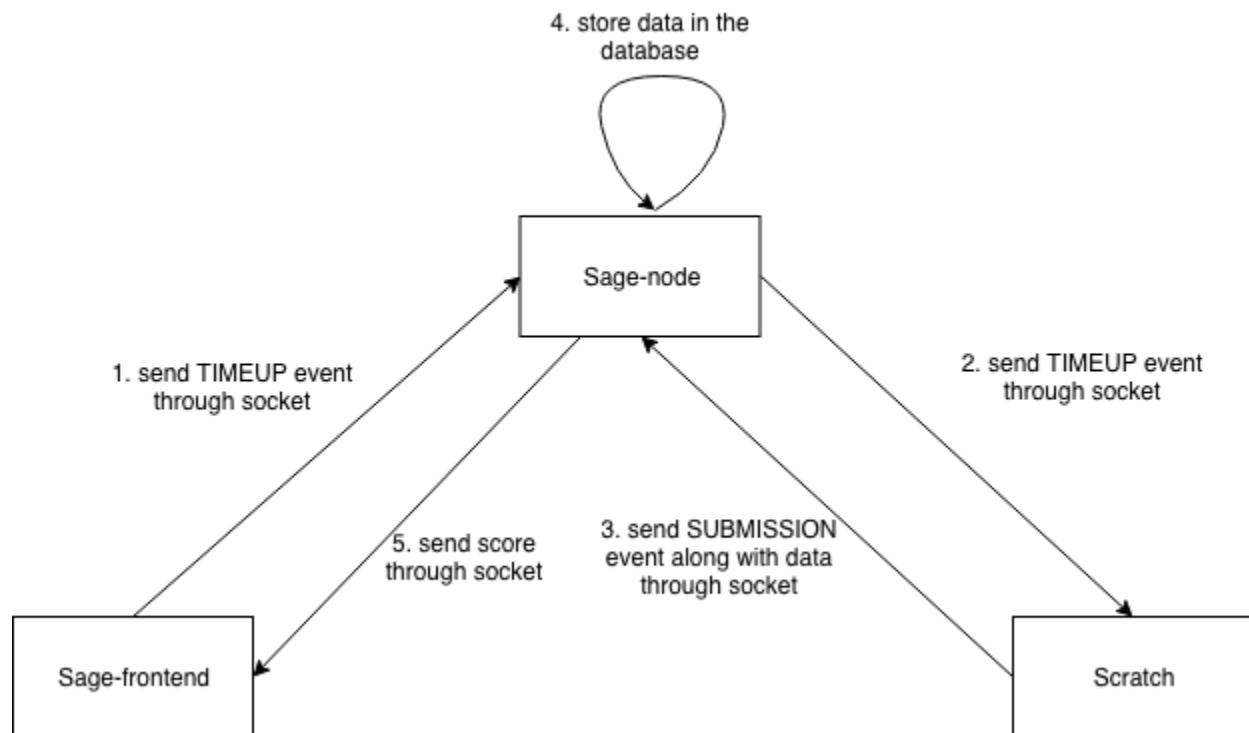 4. store data in the
database
Sage-node
1. send TIMEUP event
through socket
2. send TIMEUP event
through socket
5. send score
through socket
3. send SUBMISSION
event along with data
through socket
Sage-frontend
Scratch